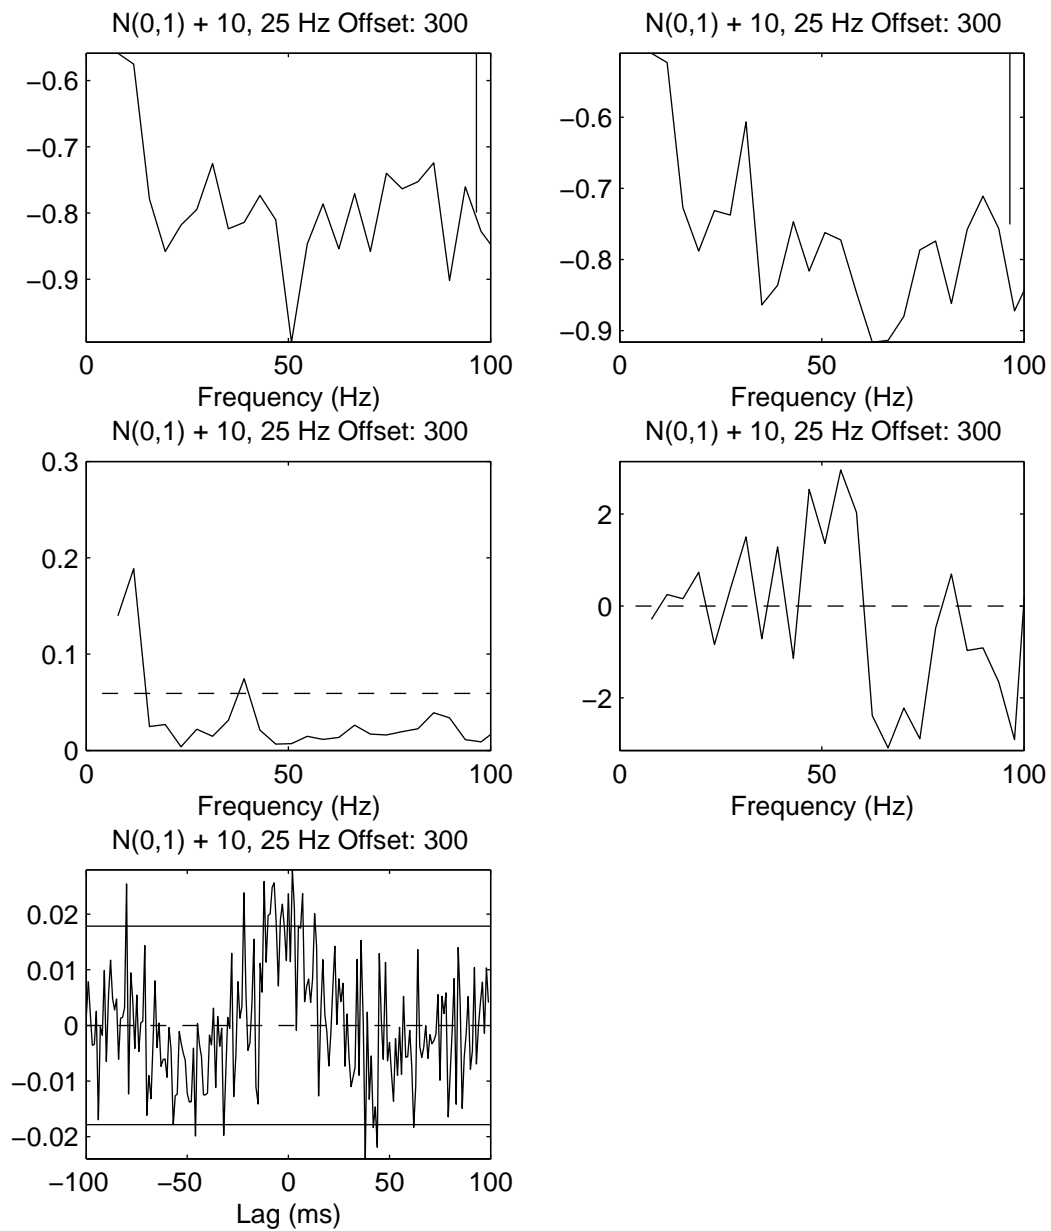 N(0,1) + 10, 25 Hz Offset: 300
−0.6
−0.7
−0.8
−0.9
0 50 100
Frequency (Hz)
N(0,1) + 10, 25 Hz Offset: 300
−0.6
−0.7
−0.8
−0.9
0 50 100
Frequency (Hz)
N(0,1) + 10, 25 Hz Offset: 300
0.3
0.2
0.1
0
0 50 100
Frequency (Hz)
N(0,1) + 10, 25 Hz Offset: 300
2
0
−2
0 50 100
Frequency (Hz)
N(0,1) + 10, 25 Hz Offset: 300
0.02
0.01
0
−0.01
−0.02
−100 −50 0 50 100
Lag (ms)